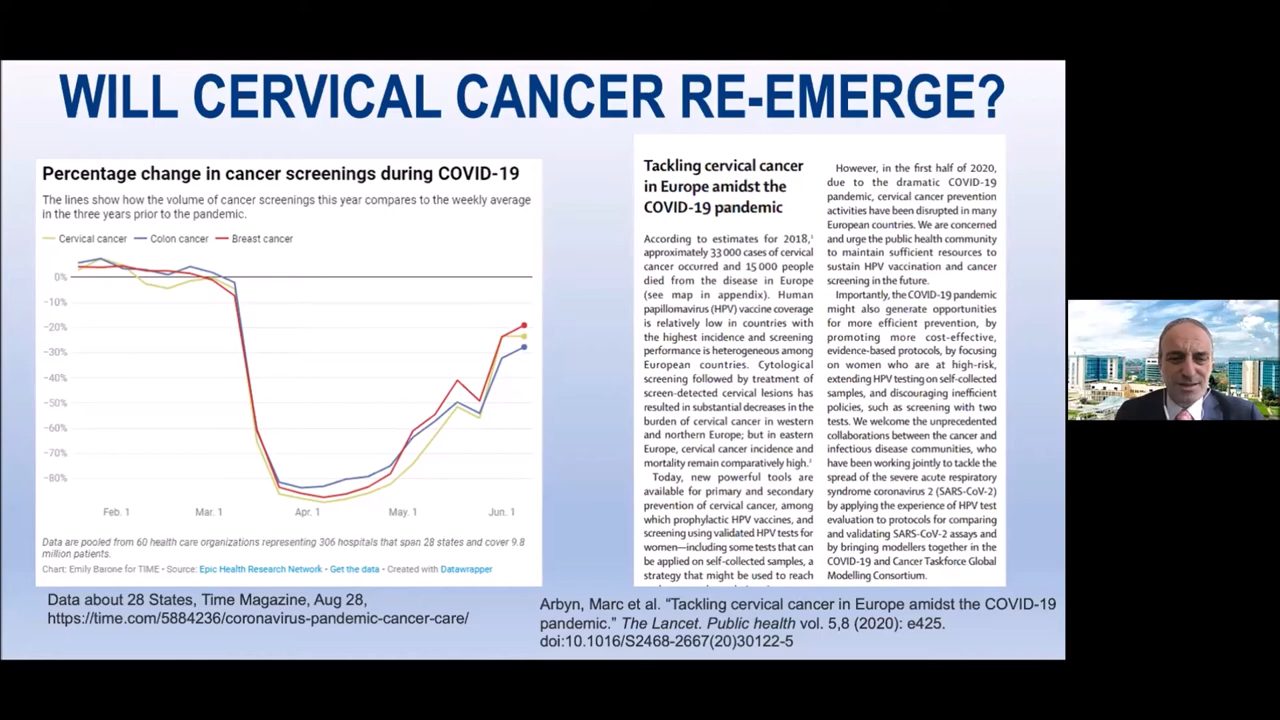 WILL CERVICAL CANCER RE-EMERGE?
Percentage change in cancer screenings during COVID-19
The lines show how the volume of cancer screenings this year compares to the weekly average
in the three years prior to the pandemic.
Cervical cancer Colon cancer Breast cancer
0%
-10%
-20%
-30%
-40%
-50%
-60%
-70%
-80%
Feb. 1 Mar. 1 Apr. 1 May. 1 Jun. 1
Data are pooled from 60 health care organizations representing 306 hospitals that span 28 states and cover 9.8
million patients.
Chart: Emily Barone for TIME • Source: Epic Health Research Network • Get the data • Created with Datawrapper
Data about 28 States, Time Magazine, Aug 28,
https://time.com/5884236/coronavirus-pandemic-cancer-care/
Tackling cervical cancer
in Europe amidst the
COVID-19 pandemic
According to estimates for 2018,¹
approximately 33 000 cases of cervical
cancer occurred and 15 000 people
died from the disease in Europe
(see map in appendix). Human
papillomavirus (HPV) vaccine coverage
is relatively low in countries with
the highest incidence and screening
performance is heterogeneous among
European countries. Cytological
screening followed by treatment of
screen-detected cervical lesions has
resulted in substantial decreases in the
burden of cervical cancer in western
and northern Europe; but in eastern
Europe, cervical cancer incidence and
mortality remain comparatively high.²
Today, new powerful tools are
available for primary and secondary
prevention of cervical cancer, among
which prophylactic HPV vaccines, and
screening using validated HPV tests for
women—including some tests that can
be applied on self-collected samples, a
strategy that might be used to reach
However, in the first half of 2020,
due to the dramatic COVID-19
pandemic, cervical cancer prevention
activities have been disrupted in many
European countries. We are concerned
and urge the public health community
to maintain sufficient resources to
sustain HPV vaccination and cancer
screening in the future.
Importantly, the COVID-19 pandemic
might also generate opportunities
for more efficient prevention, by
promoting more cost-effective,
evidence-based protocols, by focusing
on women who are at high-risk,
extending HPV testing on self-collected
samples, and discouraging inefficient
policies, such as screening with two
tests. We welcome the unprecedented
collaborations between the cancer and
infectious disease communities, who
have been working jointly to tackle the
spread of the severe acute respiratory
syndrome coronavirus 2 (SARS-CoV-2)
by applying the experience of HPV test
evaluation to protocols for comparing
and validating SARS-CoV-2 assays and
by bringing modellers together in the
COVID-19 and Cancer Taskforce Global
Modelling Consortium.
Arbyn, Marc et al. “Tackling cervical cancer in Europe amidst the COVID-19
pandemic.” The Lancet. Public health vol. 5,8 (2020): e425.
doi:10.1016/S2468-2667(20)30122-5